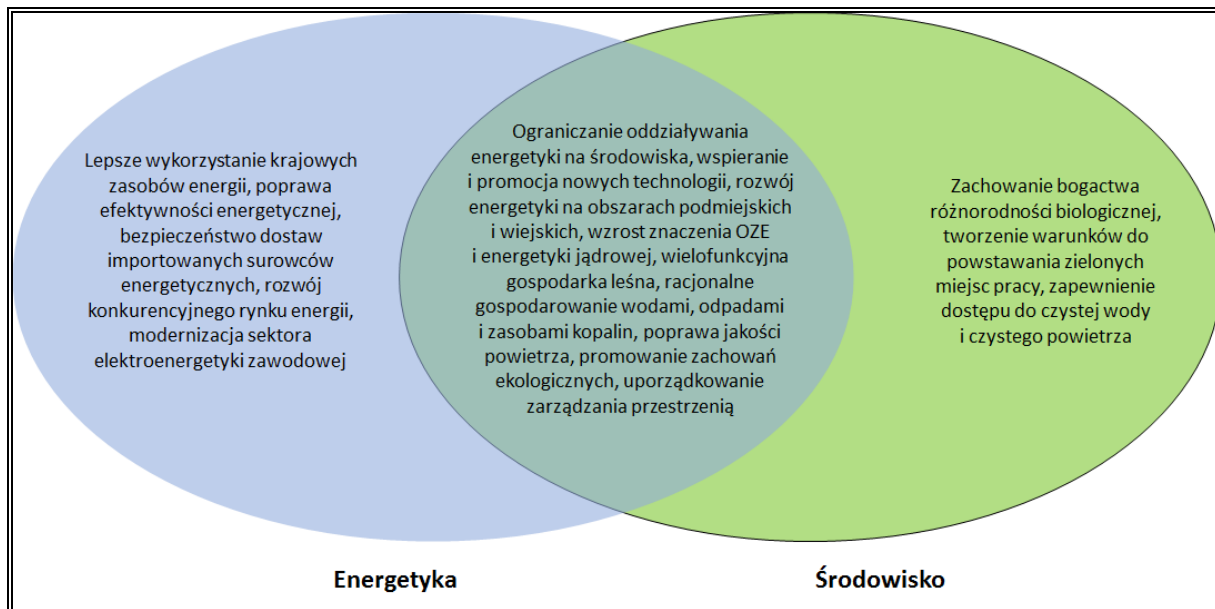 Lepsze wykorzystanie krajowych
zasobów energii, poprawa
efektywności energetycznej,
bezpieczeństwo dostaw
importowanych surowców
energetycznych, rozwój
konkurencyjnego rynku energii,
modernizacja sektora
elektroenergetyki zawodowej
Ograniczanie oddziaływania
energetyki na środowiska, wspieranie
i promocja nowych technologii, rozwój
energetyki na obszarach podmiejskich
i wiejskich, wzrost znaczenia OZE
i energetyki jądrowej, wielofunkcyjna
gospodarka leśna, racjonalne
gospodarowanie wodami, odpadami
i zasobami kopalin, poprawa jakości
powietrza, promowanie zachowań
ekologicznych, uporządkowanie
zarządzania przestrzenią
Zachowanie bogactwa
różnorodności biologicznej,
tworzenie warunków do
powstawania zielonych
miejsc pracy, zapewnienie
dostępu do czystej wody
i czystego powietrza
Energetyka
Środowisko